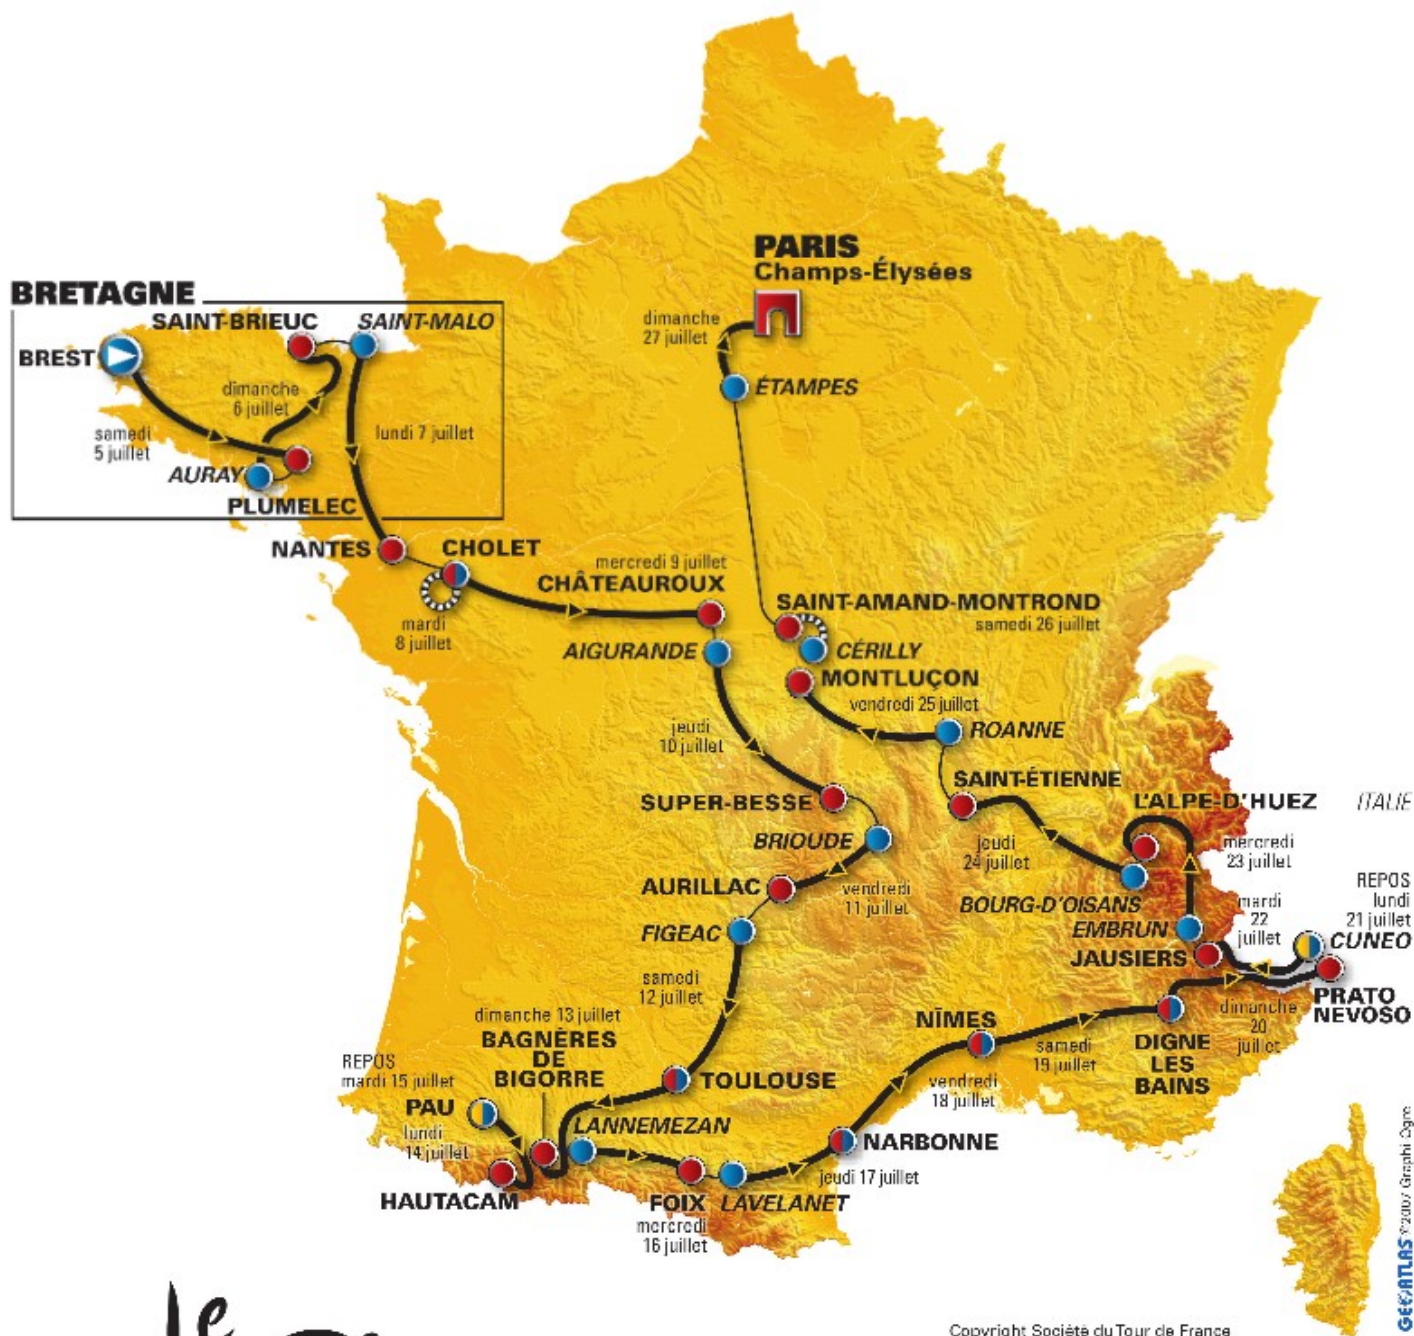 PARIS
Champs-Élysées
dimanche
27 juillet
BRETAGNE
SAINT-BRIEUC
SAINT-MALO
BREST
dimanche
6 juillet
ÉTAMPES
samedi
5 juillet
lundi 7 juillet
AURAY
PLUMELEC
NANTES
CHOLET
mercredi 9 juillet
CHÂTEAUROUX
mardi
8 juillet
SAINT-AMAND-MONTROND
samedi 26 juillet
AIGURANDE
CÉRILLY
MONTLUÇON
vendredi 25 juillet
ROANNE
jeudi
10 juillet
SAINT-ÉTIENNE
SUPER-BESSE
L'ALPE-D'HUEZ
ITALIE
BRIOUDE
jeudi
24 juillet
mercredi
23 juillet
AURILLAC
vendredi
11 juillet
BOURG-D'OISANS
mardi
22
juillet
REPOS
lundi
21 juillet
FIGEAC
EMBRUN
CUNEO
JAUSIERS
samedi
12 juillet
PRATO
NEVOSO
dimanche 13 juillet
BAGNÈRES
DE
BIGORRE
NÎMES
samedi
19 juillet
DIGNE
LES
BAINS
dimanche
20
juillet
REPOS
mardi 15 juillet
PAU
TOULOUSE
vendredi
18 juillet
lundi
14 juillet
LANNEMEZAN
NARBONNE
jeudi 17 juillet
HAUTACAM
FOIX
LAVELANET
mercredi
16 juillet
GEOATLAS ©2007 Graphi-Ogre
le
Copyright Société du Tour de France